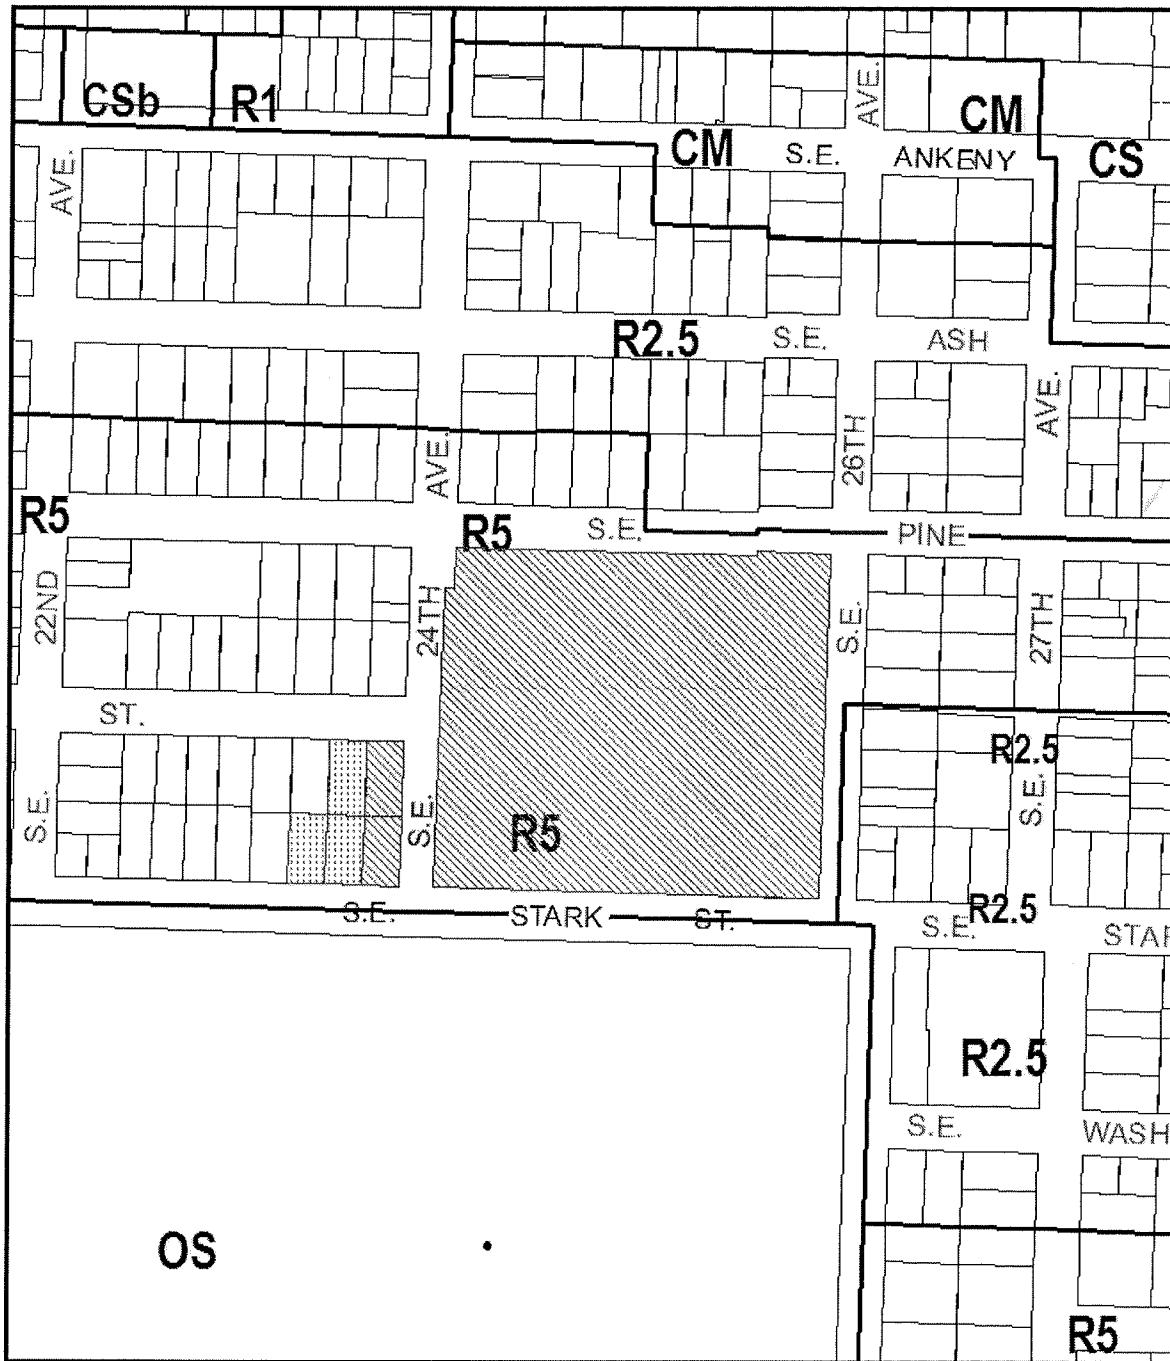 CSb
R1
AVE.
CM
CM
S.E.
ANKENY
CS
AVE.
R2.5
S.E.
ASH
AVE.
26TH
AVE.
R5
R5
S.E.
PINE
22ND
24TH
S.E.
27TH
ST.
R2.5
S.E.
S.E.
S.E.
R5
S.E.
STARK
ST.
R2.5
S.E.
STAR
R2.5
S.E.
WASH
OS
R5